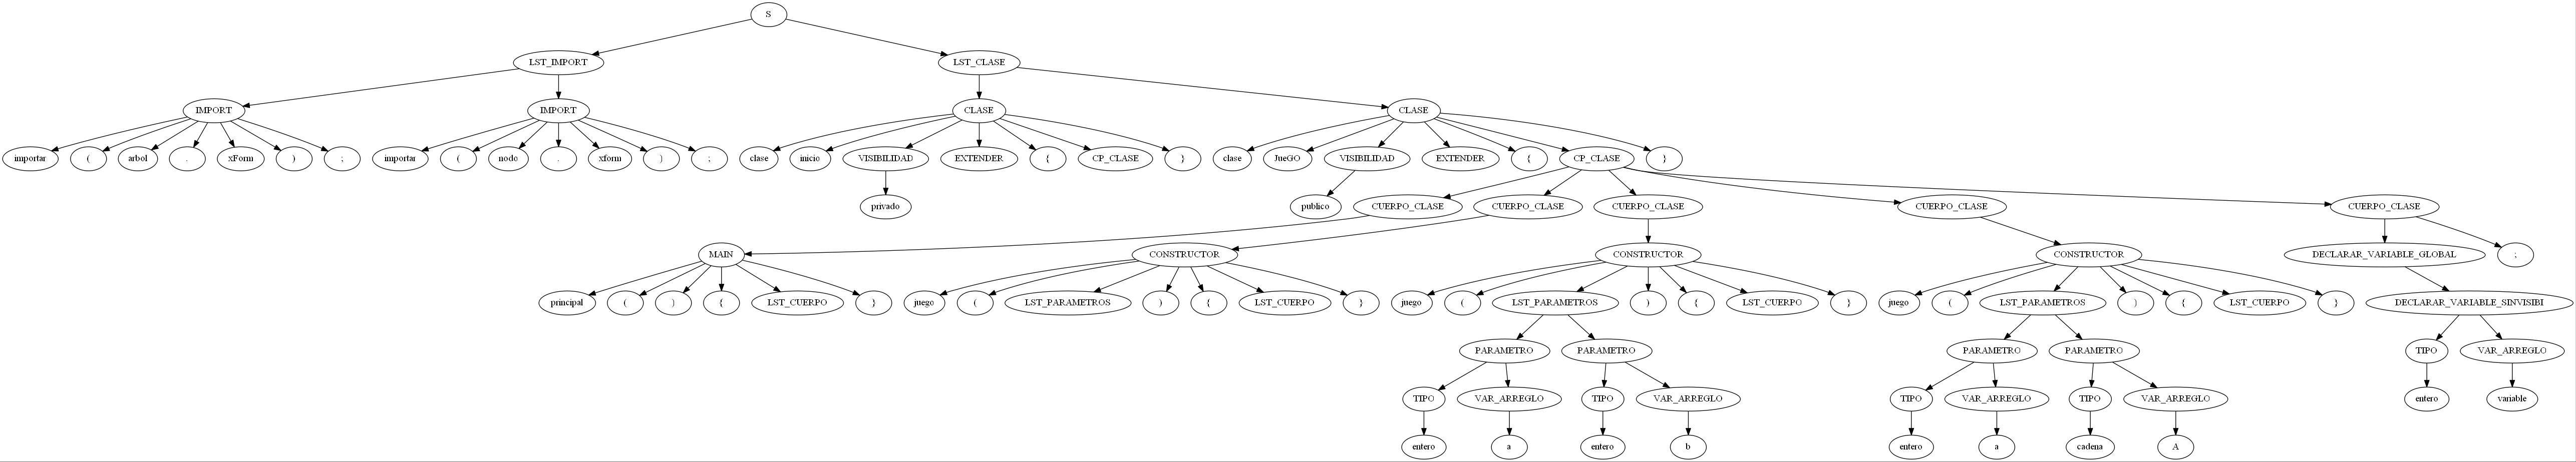 S
LST_IMPORT LST_CLASE
IMPORT IMPORT CLASE CLASE
importar ( arbol . xForm ) ; importar ( nodo . xform ) ; clase inicio VISIBILIDAD EXTENDER { CP_CLASE } clase JueGO VISIBILIDAD EXTENDER { CP_CLASE }
privado publico CUERPO_CLASE CUERPO_CLASE CUERPO_CLASE CUERPO_CLASE CUERPO_CLASE
MAIN CONSTRUCTOR CONSTRUCTOR CONSTRUCTOR DECLARAR_VARIABLE_GLOBAL ;
principal ( ) { LST_CUERPO } juego ( LST_PARAMETROS ) { LST_CUERPO } juego ( LST_PARAMETROS ) { LST_CUERPO } juego ( LST_PARAMETROS ) { LST_CUERPO } DECLARAR_VARIABLE_SINVISIBI
PARAMETRO PARAMETRO PARAMETRO PARAMETRO TIPO VAR_ARREGLO
TIPO VAR_ARREGLO TIPO VAR_ARREGLO TIPO VAR_ARREGLO TIPO VAR_ARREGLO entero variable
entero a entero b entero a cadena A